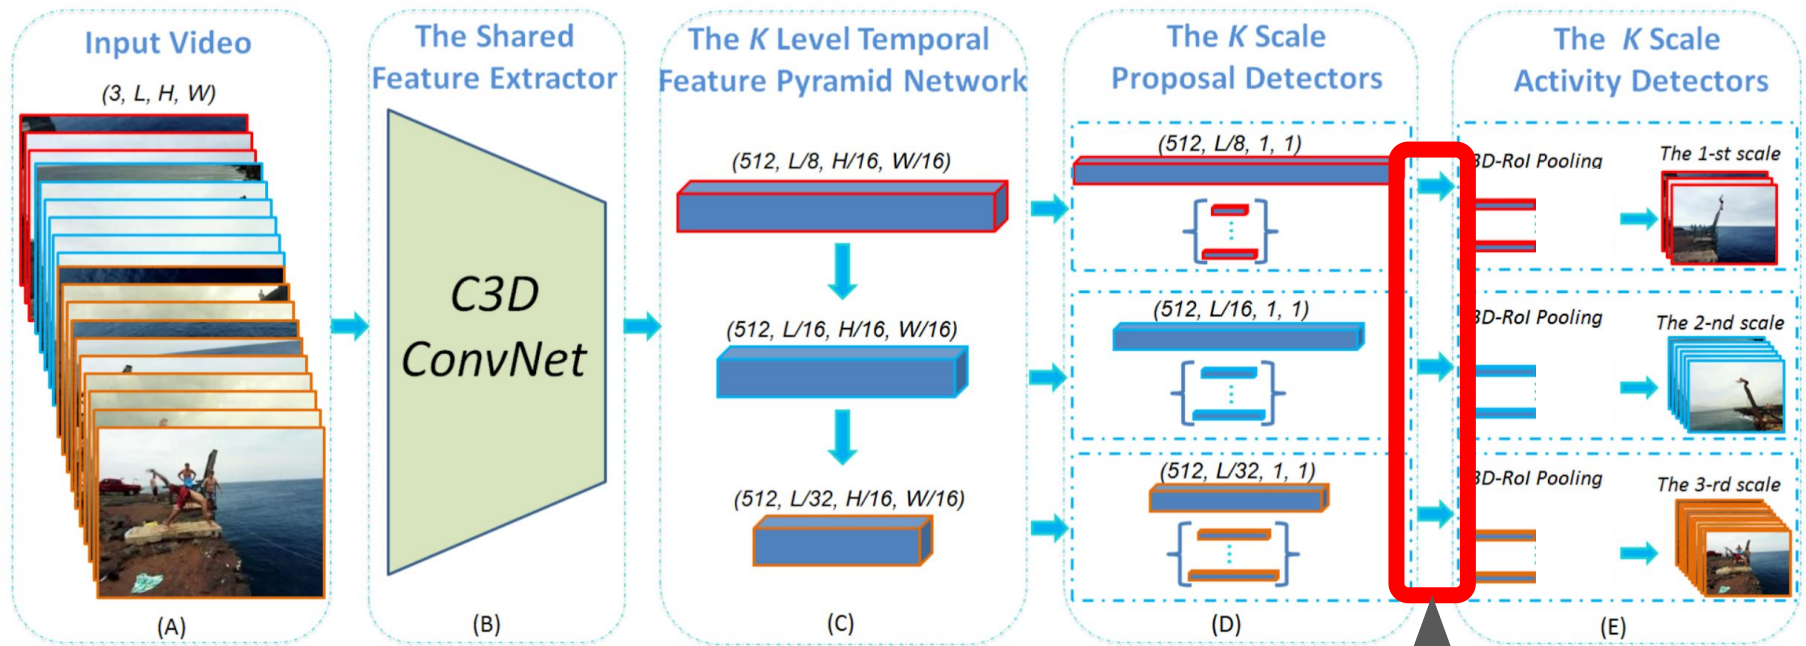 Input Video
(3, L, H, W)
(A)
The Shared
Feature Extractor
C3D
ConvNet
(B)
The K Level Temporal
Feature Pyramid Network
(512, L/8, H/16, W/16)
(512, L/16, H/16, W/16)
(512, L/32, H/16, W/16)
(C)
The K Scale
Proposal Detectors
(512, L/8, 1, 1)
(512, L/16, 1, 1)
(512, L/32, 1, 1)
(D)
The K Scale
Activity Detectors
3D-RoI Pooling
The 1-st scale
3D-RoI Pooling
The 2-nd scale
3D-RoI Pooling
The 3-rd scale
(E)